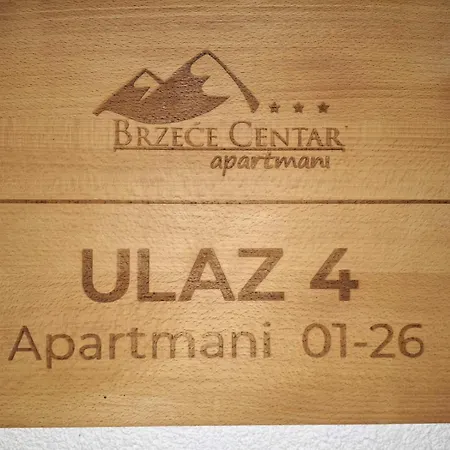 BRZEĆE CENTAR
apartmani
ULAZ 4
Apartmani 01-26